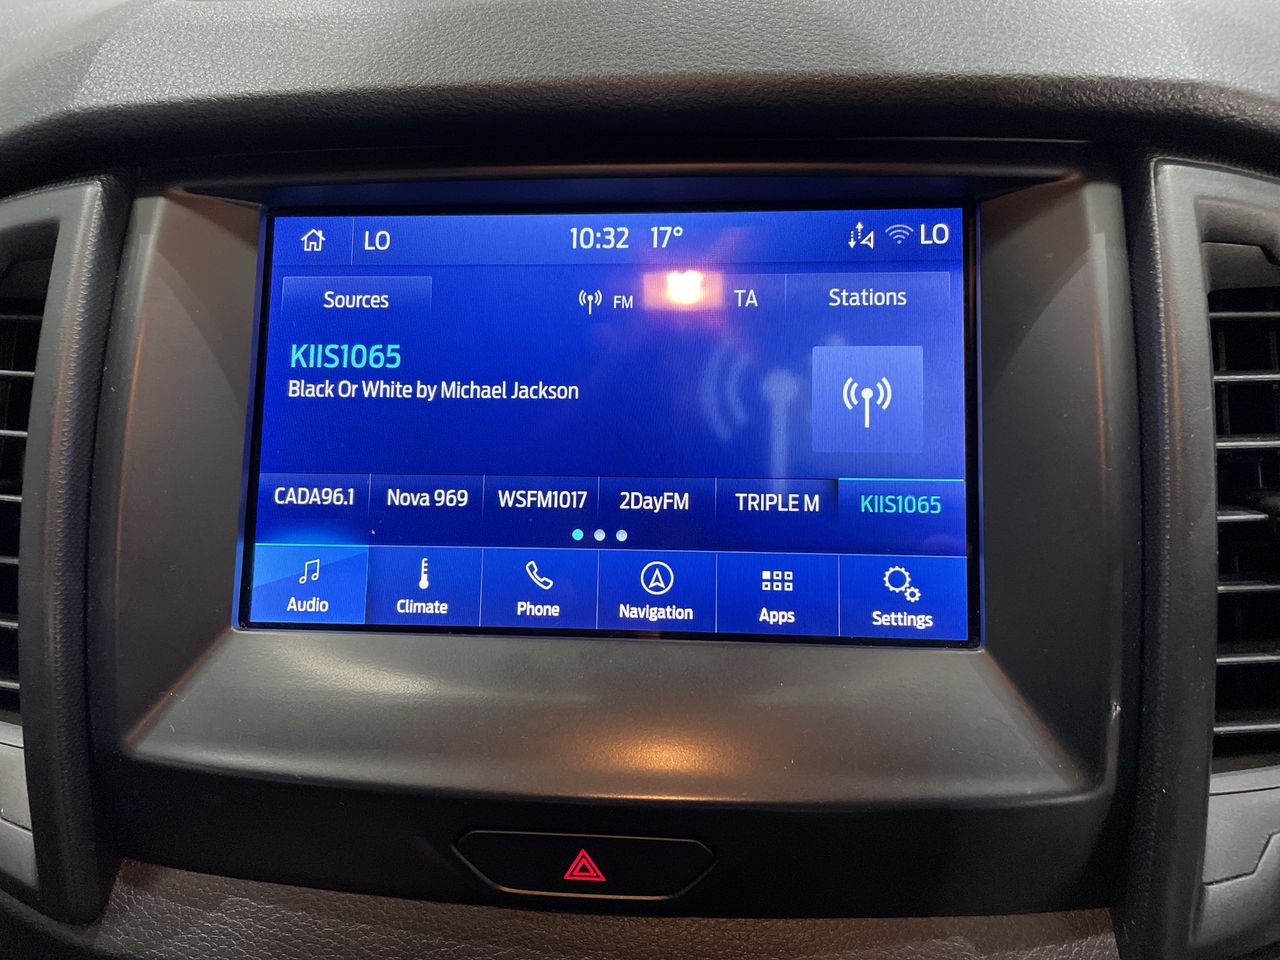 LO 10:32 17° LO
Sources FM TA Stations
KIIS1065
Black Or White by Michael Jackson
CADA96.1 Nova 969 WSFM1017 2DayFM TRIPLE M KIIS1065
Audio Climate Phone Navigation Apps Settings